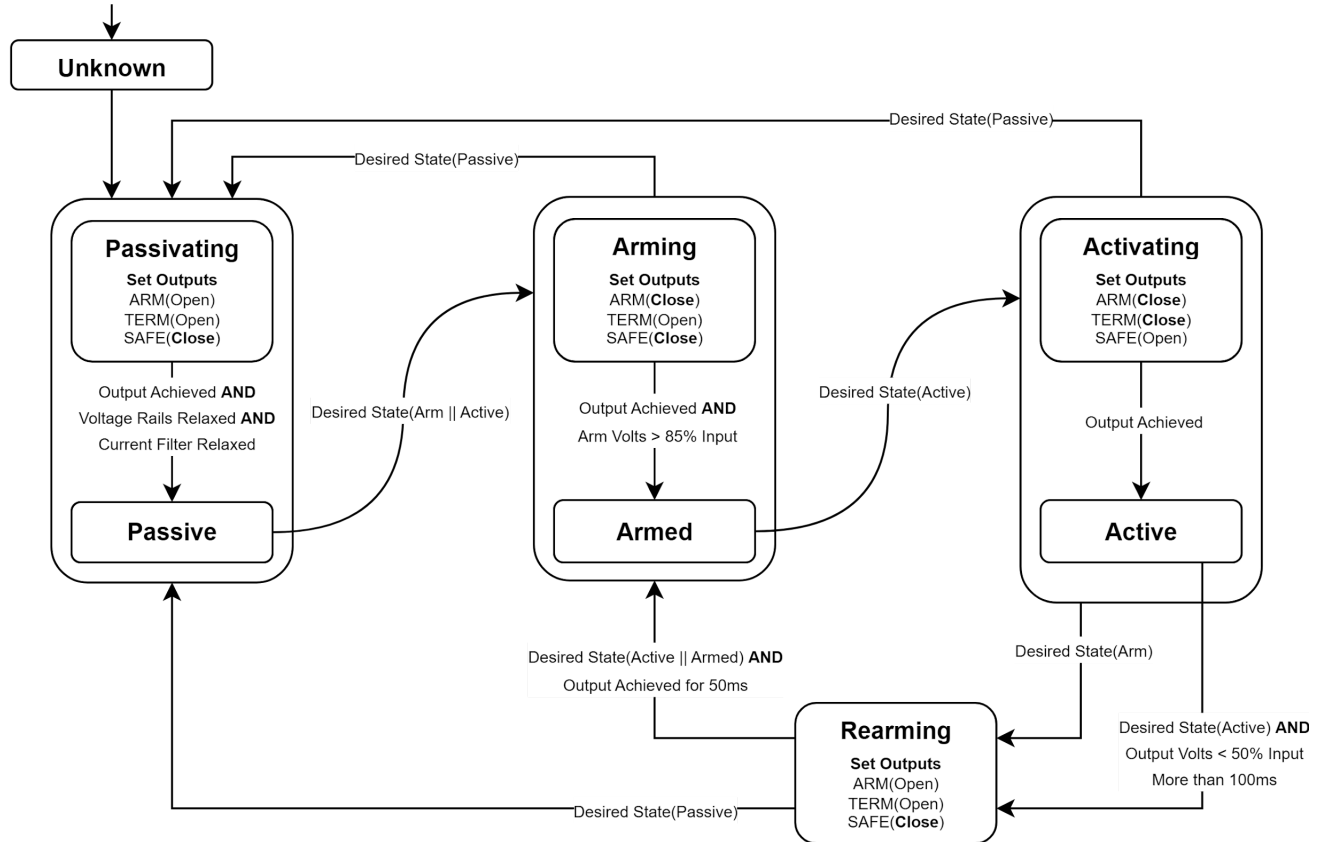 Unknown
Desired State(Passive)
Desired State(Passive)
Passivating
Set Outputs
ARM(Open)
TERM(Open)
SAFE(Close)
Output Achieved AND
Voltage Rails Relaxed AND
Current Filter Relaxed
Passive
Desired State(Arm || Active)
Arming
Set Outputs
ARM(Close)
TERM(Open)
SAFE(Close)
Output Achieved AND
Arm Volts > 85% Input
Armed
Desired State(Active)
Activating
Set Outputs
ARM(Close)
TERM(Close)
SAFE(Open)
Output Achieved
Active
Desired State(Active || Armed) AND
Output Achieved for 50ms
Desired State(Arm)
Desired State(Active) AND
Output Volts < 50% Input
More than 100ms
Rearming
Set Outputs
ARM(Open)
TERM(Open)
SAFE(Close)
Desired State(Passive)